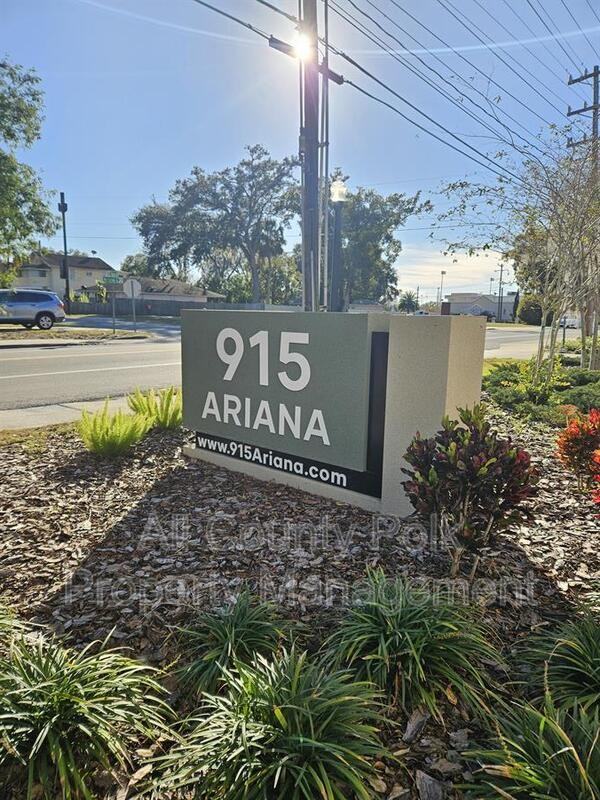 915
ARIANA
www.915Ariana.com
All County Polk
Property Management